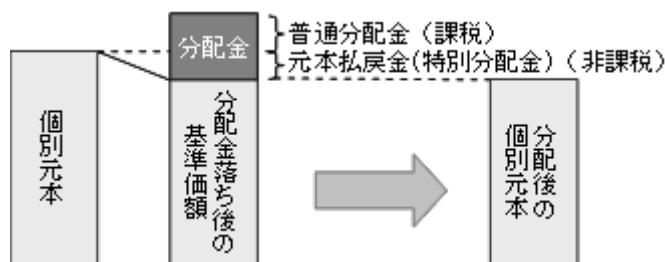 分配金
普通分配金（課税）
元本払戻金(特別分配金)（非課税）
個別元本
分配金落ち後の
基準価額
分配後の
個別元本